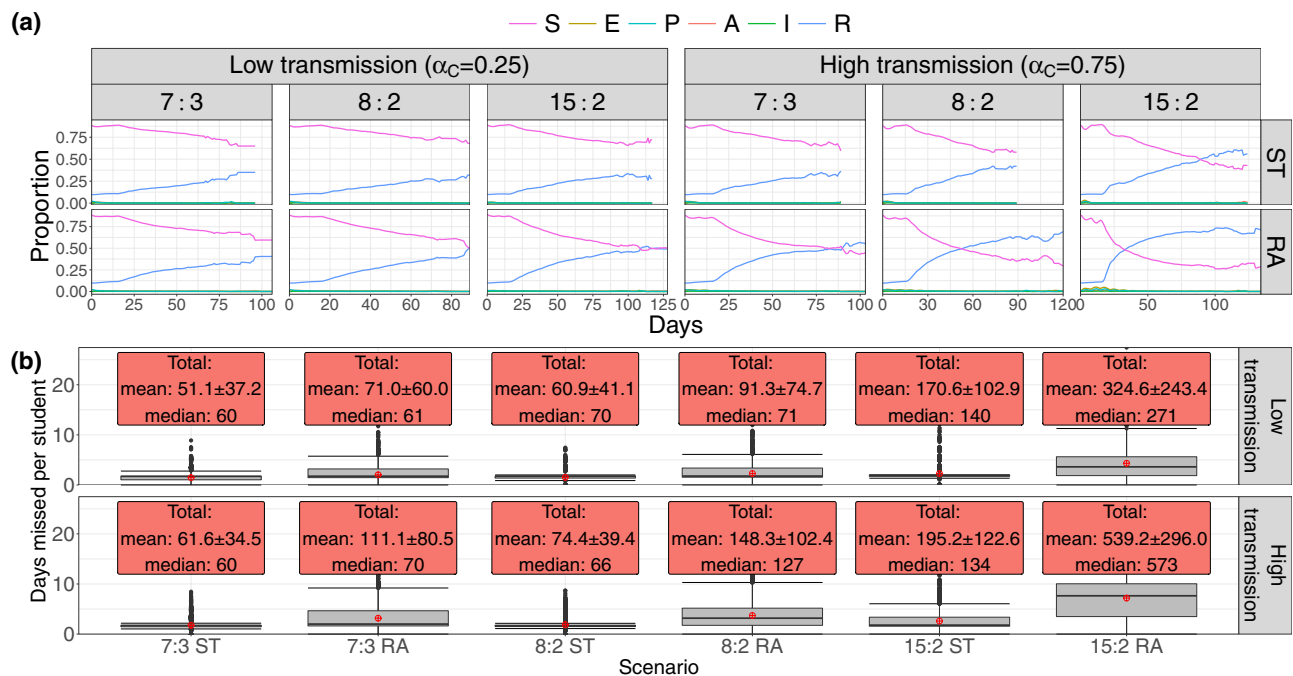 (a)
S E P A I R
Low transmission (αC=0.25) High transmission (αC=0.75)
7 : 3 8 : 2 15 : 2 7 : 3 8 : 2 15 : 2
Proportion
0.75
0.50
0.25
0.00
ST
0.75
0.50
0.25
0.00
RA
0 25 50 75 100 0 20 40 60 80 0 25 50 75 100 125 0 25 50 75 100 0 30 60 90 120 0 50 100
Days
(b)
Days missed per student
20
10
0
Total: mean: 51.1±37.2 median: 60
Total: mean: 71.0±60.0 median: 61
Total: mean: 60.9±41.1 median: 70
Total: mean: 91.3±74.7 median: 71
Total: mean: 170.6±102.9 median: 140
Total: mean: 324.6±243.4 median: 271
Low transmission
20
10
0
Total: mean: 61.6±34.5 median: 60
Total: mean: 111.1±80.5 median: 70
Total: mean: 74.4±39.4 median: 66
Total: mean: 148.3±102.4 median: 127
Total: mean: 195.2±122.6 median: 134
Total: mean: 539.2±296.0 median: 573
High transmission
7:3 ST 7:3 RA 8:2 ST 8:2 RA 15:2 ST 15:2 RA
Scenario